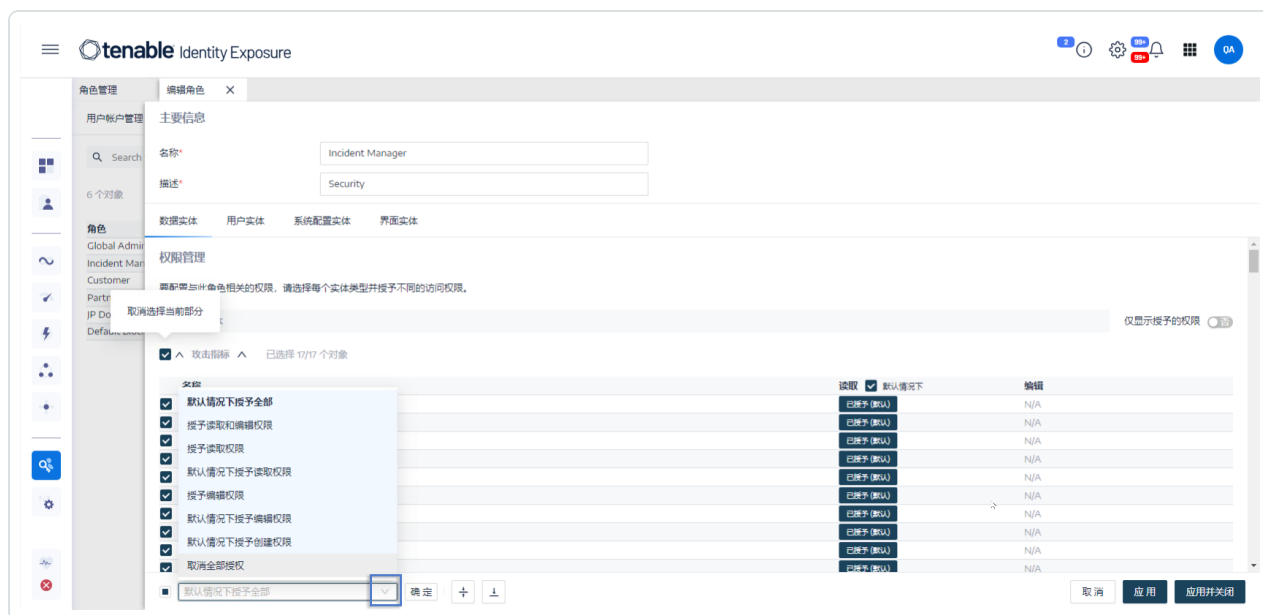 tenable Identity Exposure
2
99+
99+
QA
角色管理
编辑角色
用户帐户管理
主要信息
Search
名称*
Incident Manager
描述*
Security
6 个对象
数据实体
用户实体
系统配置实体
界面实体
角色
Global Admin
Incident Man
Customer
Partn
JP Do
权限管理
要配置与此角色相关的权限，请选择每个实体类型并授予不同的访问权限。
取消选择当前部分
仅显示授予的权限
否
攻击指标
已选择 17/17 个对象
名称
读取
默认情况下
编辑
已授予 (默认)
N/A
已授予 (默认)
N/A
已授予 (默认)
N/A
已授予 (默认)
N/A
已授予 (默认)
N/A
已授予 (默认)
N/A
已授予 (默认)
N/A
已授予 (默认)
N/A
已授予 (默认)
N/A
已授予 (默认)
N/A
默认情况下授予全部
授予读取和编辑权限
授予读取权限
默认情况下授予读取权限
授予编辑权限
默认情况下授予编辑权限
默认情况下授予创建权限
取消全部授权
默认情况下授予全部
确定
取消
应用
应用并关闭